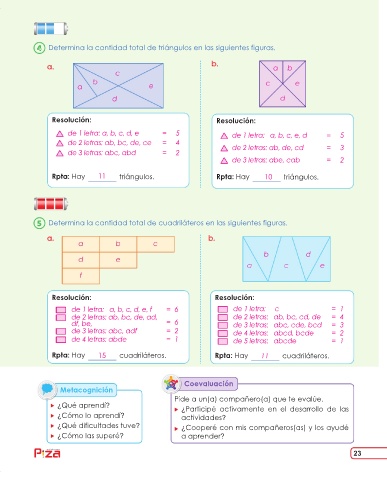 4 Determina la cantidad total de triángulos en las siguientes figuras.
a.
c
b
a
e
d
b.
a b
c e
d
Resolución:
de 1 letra: a, b, c, d, e = 5
de 2 letras: ab, bc, de, ce = 4
de 3 letras: abc, abd = 2
Rpta: Hay 11 triángulos.
Resolución:
de 1 letra: a, b, c, e, d = 5
de 2 letras: ab, de, cd = 3
de 3 letras: abe, cab = 2
Rpta: Hay 10 triángulos.
5 Determina la cantidad total de cuadriláteros en las siguientes figuras.
a.
a b c
d e
f
b.
b d
a c e
Resolución:
de 1 letra: a, b, c, d, e, f = 6
de 2 letras: ab, bc, de, ad,
df, be, = 6
de 3 letras: abc, adf = 2
de 4 letras: abde = 1
Rpta: Hay 15 cuadriláteros.
Resolución:
de 1 letra: c = 1
de 2 letras: ab, bc, cd, de = 4
de 3 letras: abc, cde, bcd = 3
de 4 letras: abcd, bcde = 2
de 5 letras: abcde = 1
Rpta: Hay 11 cuadriláteros.
Metacognición
¿Qué aprendí?
¿Cómo lo aprendí?
¿Qué dificultades tuve?
¿Cómo las superé?
Coevaluación
Pide a un(a) compañero(a) que te evalúe.
¿Participé activamente en el desarrollo de las
actividades?
¿Cooperé con mis compañeros(as) y los ayudé
a aprender?
23